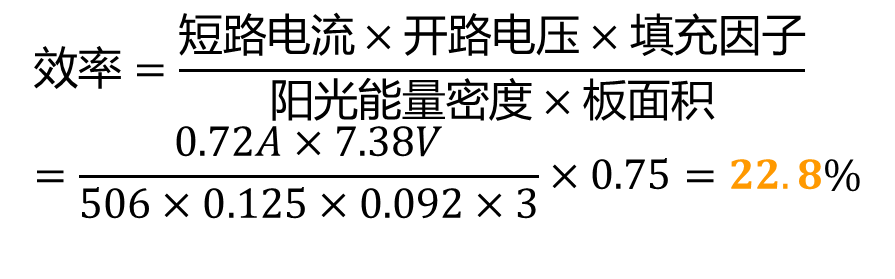 效率 = 短路电流 × 开路电压 × 填充因子
阳光能量密度 × 板面积
= 0.72A × 7.38V
506 × 0.125 × 0.092 × 3 × 0.75 = 22.8%